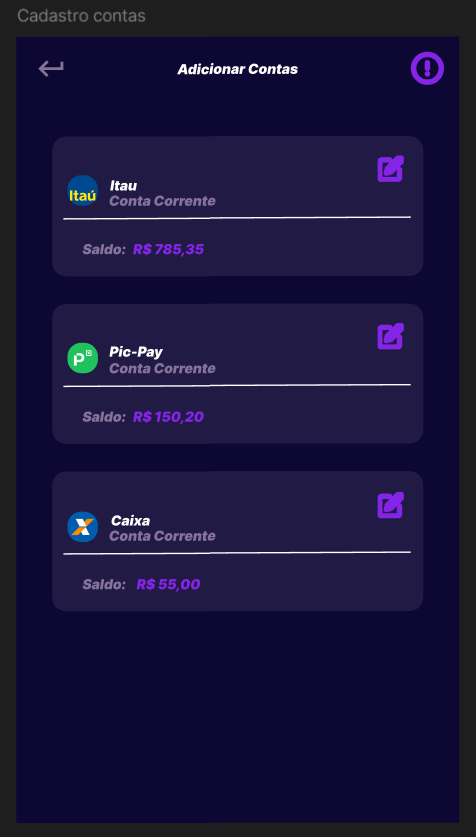 Cadastro contas
Adicionar Contas
Itaú
Itau
Conta Corrente
Saldo: R$ 785,35
Pic-Pay
Conta Corrente
Saldo: R$ 150,20
Caixa
Conta Corrente
Saldo: R$ 55,00